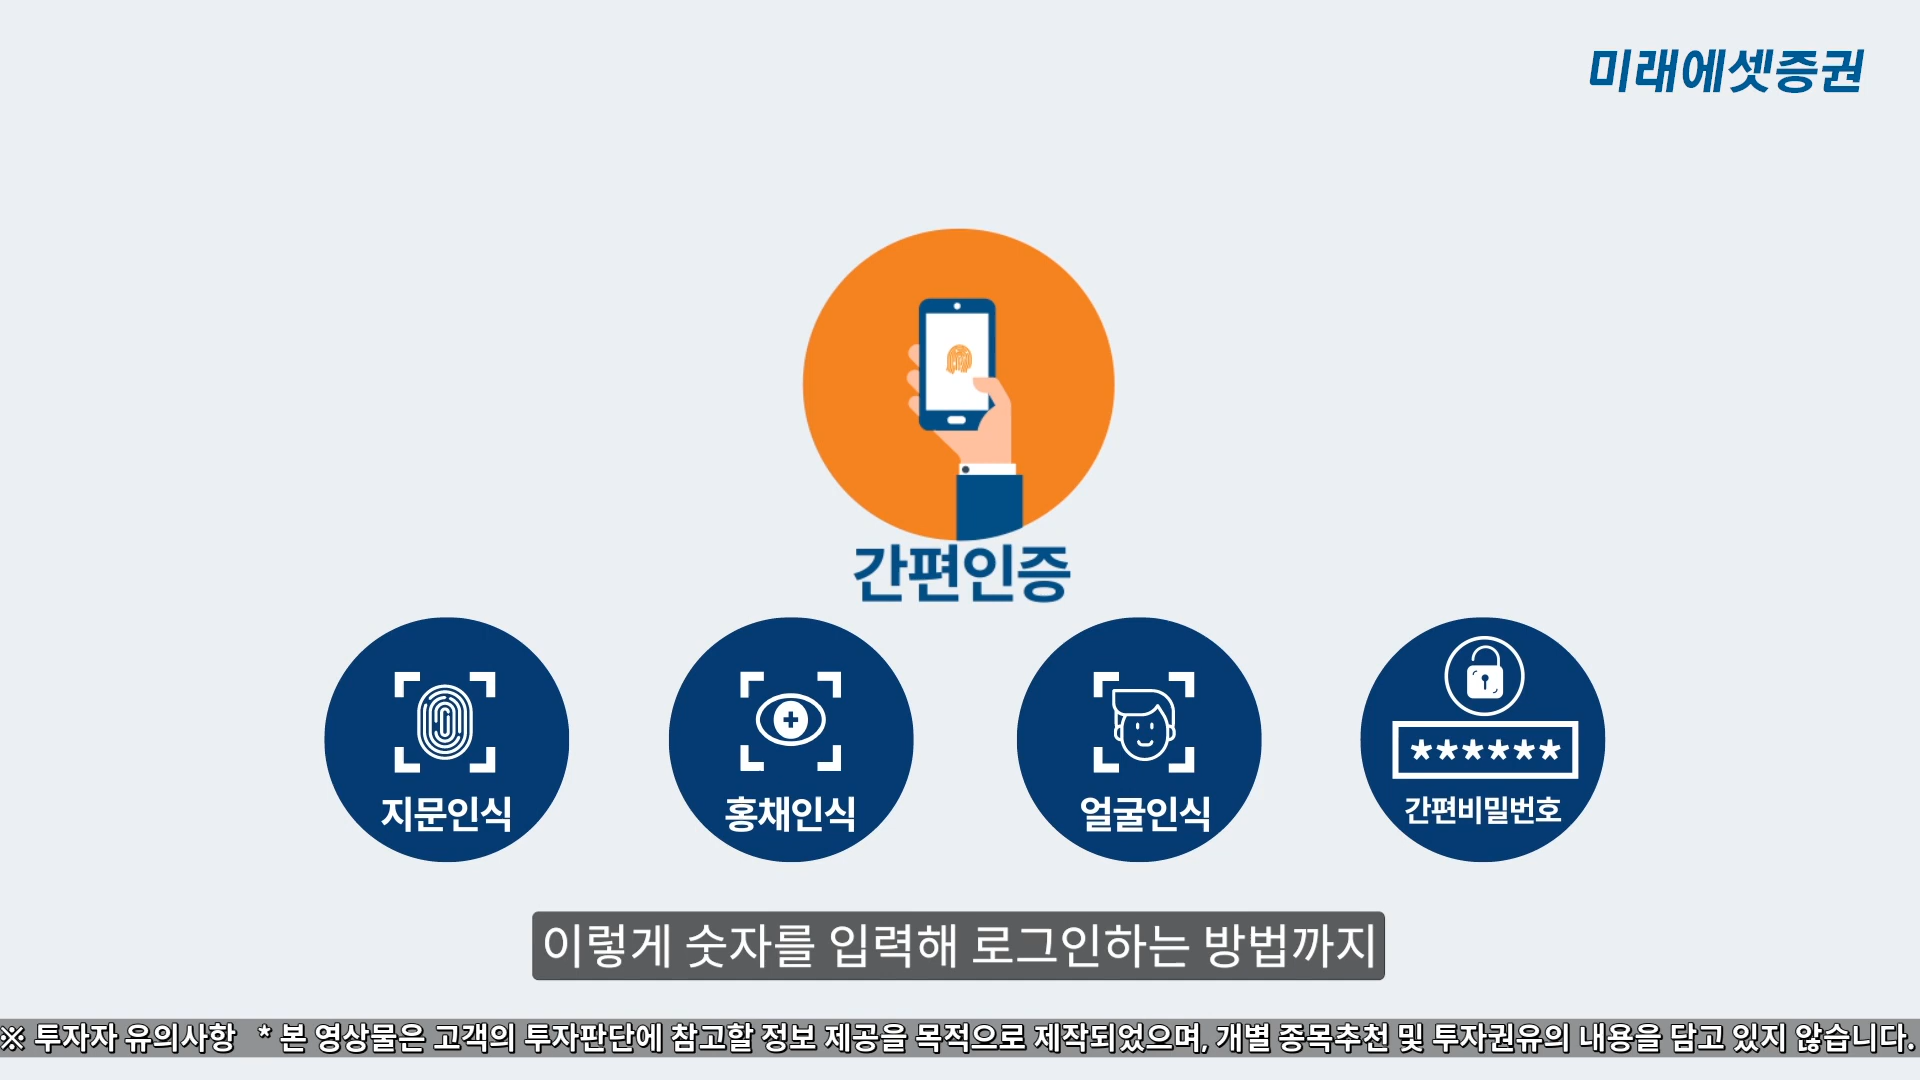 미래에셋증권
간편인증
지문인식
홍채인식
얼굴인식
******
간편비밀번호
이렇게 숫자를 입력해 로그인하는 방법까지
※ 투자자 유의사항 * 본 영상물은 고객의 투자판단에 참고할 정보 제공을 목적으로 제작되었으며, 개별 종목추천 및 투자권유의 내용을 담고 있지 않습니다.